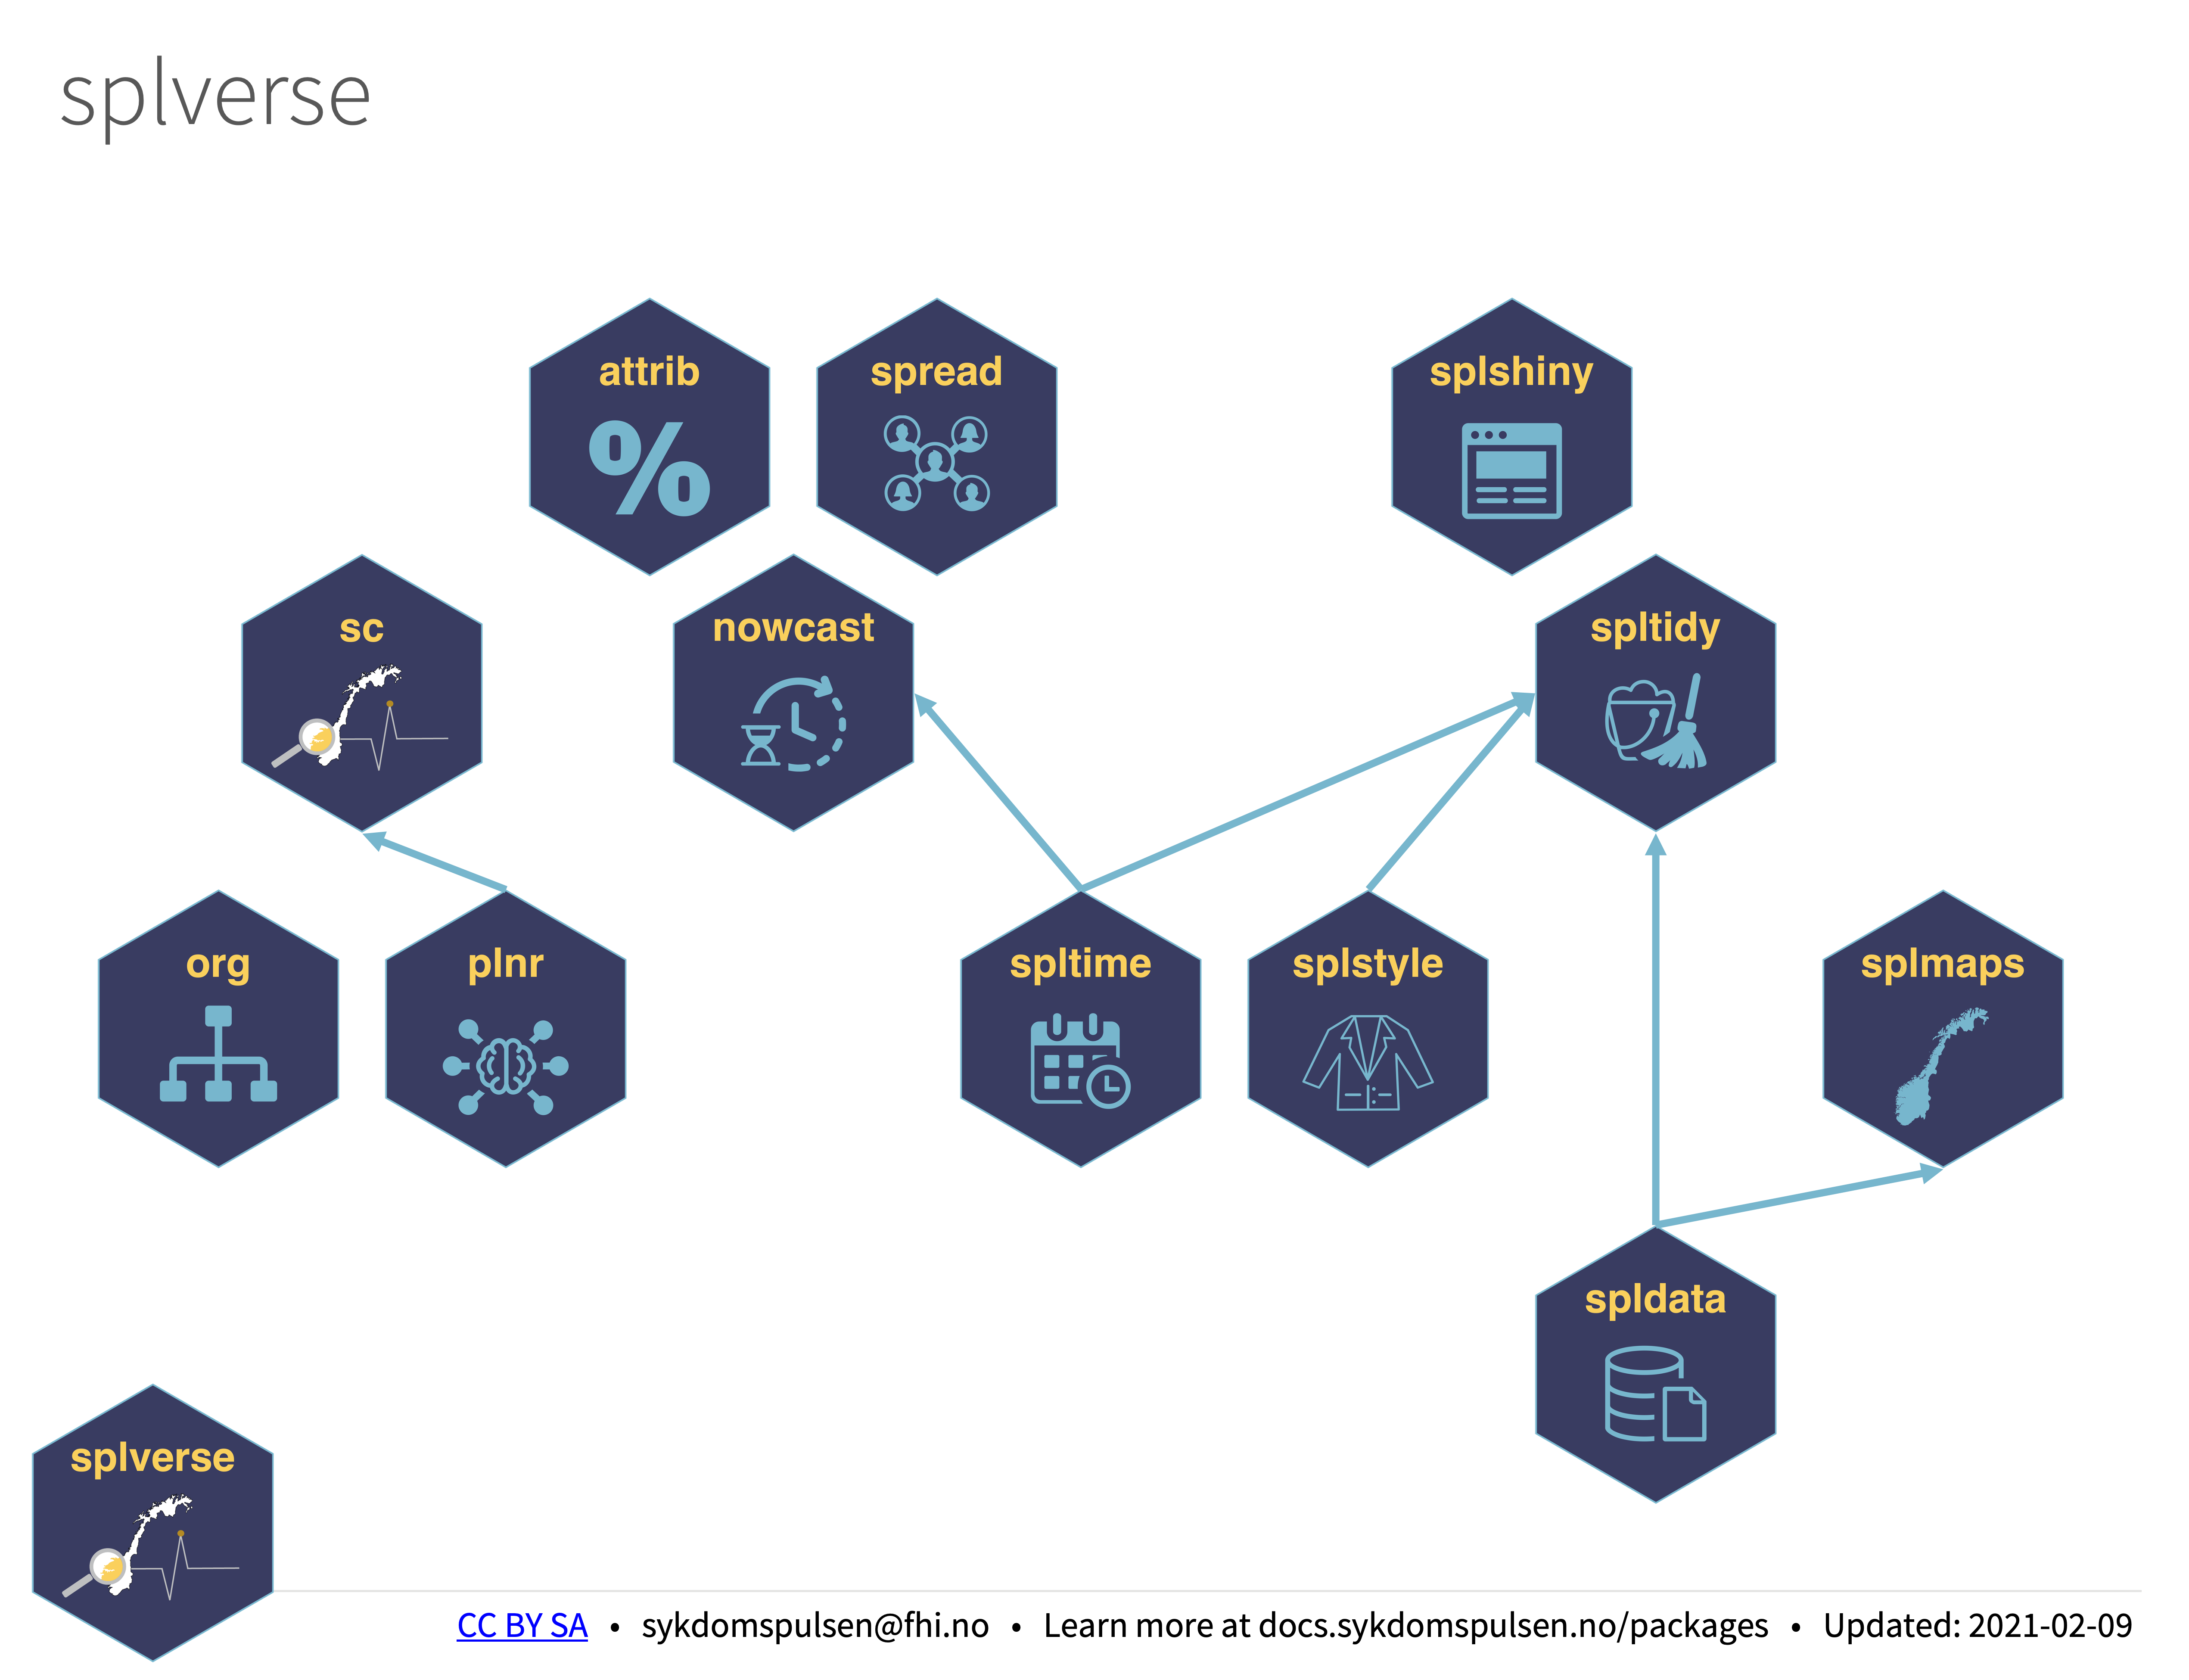 splverse
attrib
spread
splshiny
sc
nowcast
spltidy
org
plnr
spltime
splstyle
splmaps
spldata
splverse
CC BY SA • sykdomspulsen@fhi.no • Learn more at docs.sykdomspulsen.no/packages • Updated: 2021-02-09